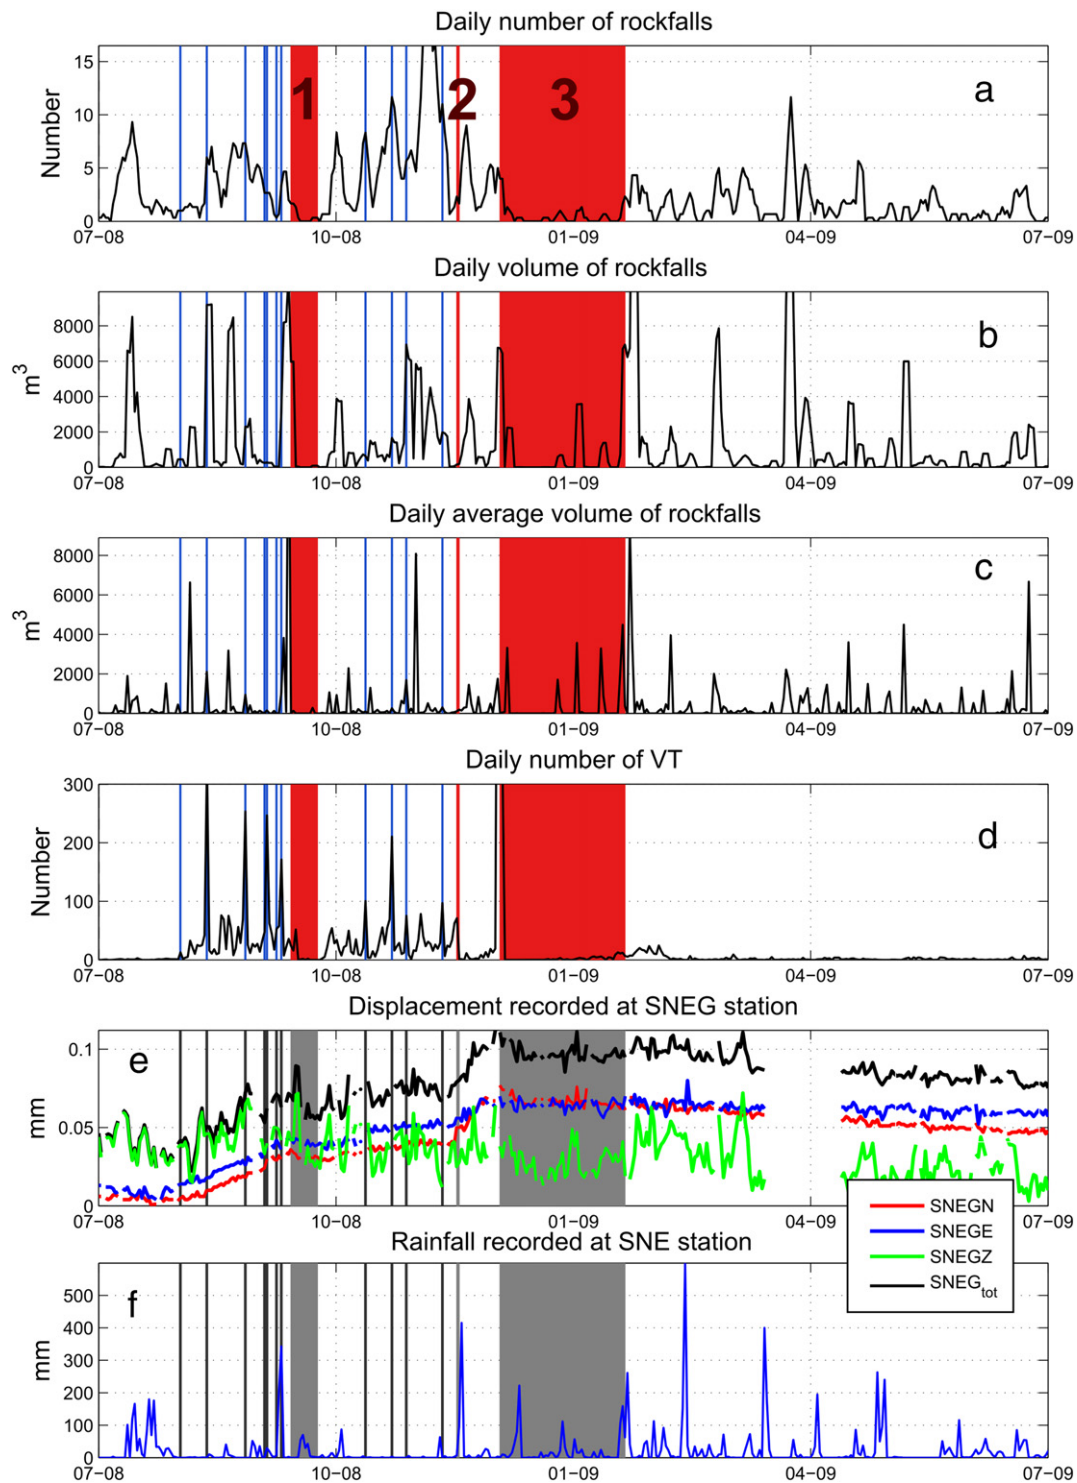 Daily number of rockfalls
15
10
5
0
Number
1
2
3
a
07-08
10-08
01-09
04-09
07-09
Daily volume of rockfalls
8000
6000
4000
2000
0
m3
b
07-08
10-08
01-09
04-09
07-09
Daily average volume of rockfalls
8000
6000
4000
2000
0
m3
c
07-08
10-08
01-09
04-09
07-09
Daily number of VT
300
200
100
0
Number
d
07-08
10-08
01-09
04-09
07-09
Displacement recorded at SNEG station
0.1
0.05
0
mm
e
07-08
10-08
01-09
04-09
07-09
SNEGN
SNEGE
SNEGZ
SNEGtot
Rainfall recorded at SNE station
500
400
300
200
100
0
mm
f
07-08
10-08
01-09
04-09
07-09